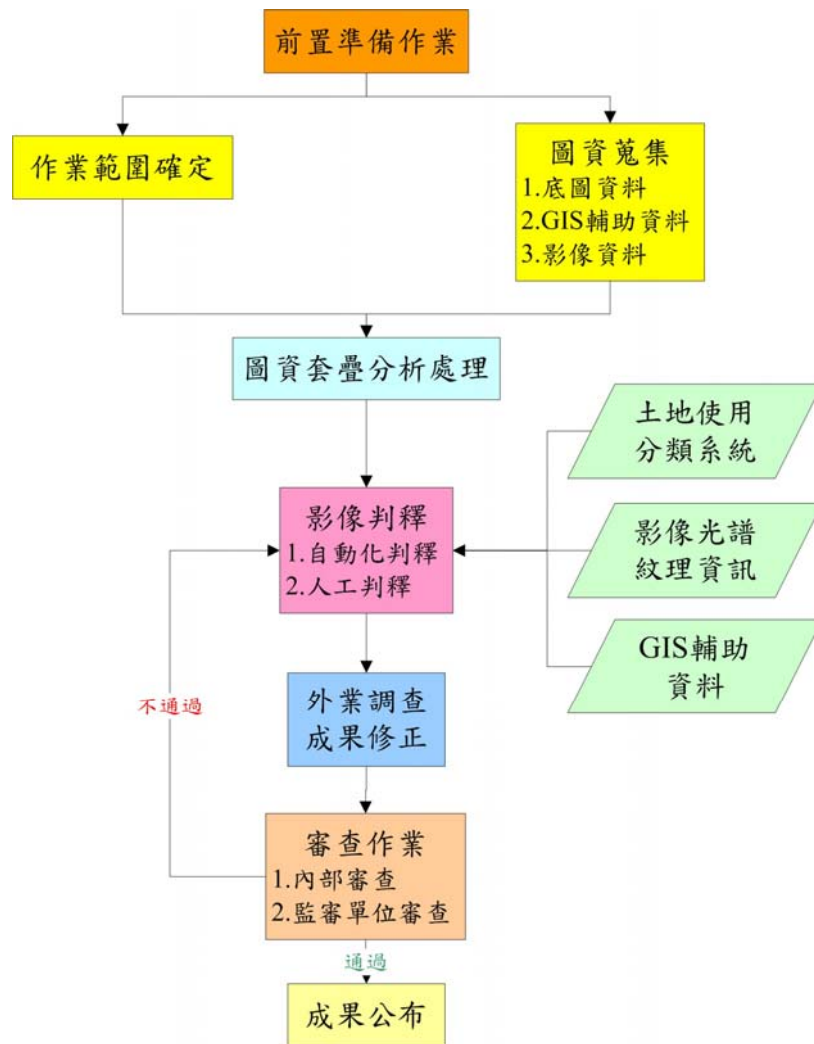 前置準備作業
作業範圍確定
圖資蒐集
1.底圖資料
2.GIS輔助資料
3.影像資料
圖資套疊分析處理
土地使用
分類系統
影像判釋
1.自動化判釋
2.人工判釋
影像光譜
紋理資訊
GIS輔助
資料
外業調查
成果修正
不通過
審查作業
1.內部審查
2.監審單位審查
通過
成果公布